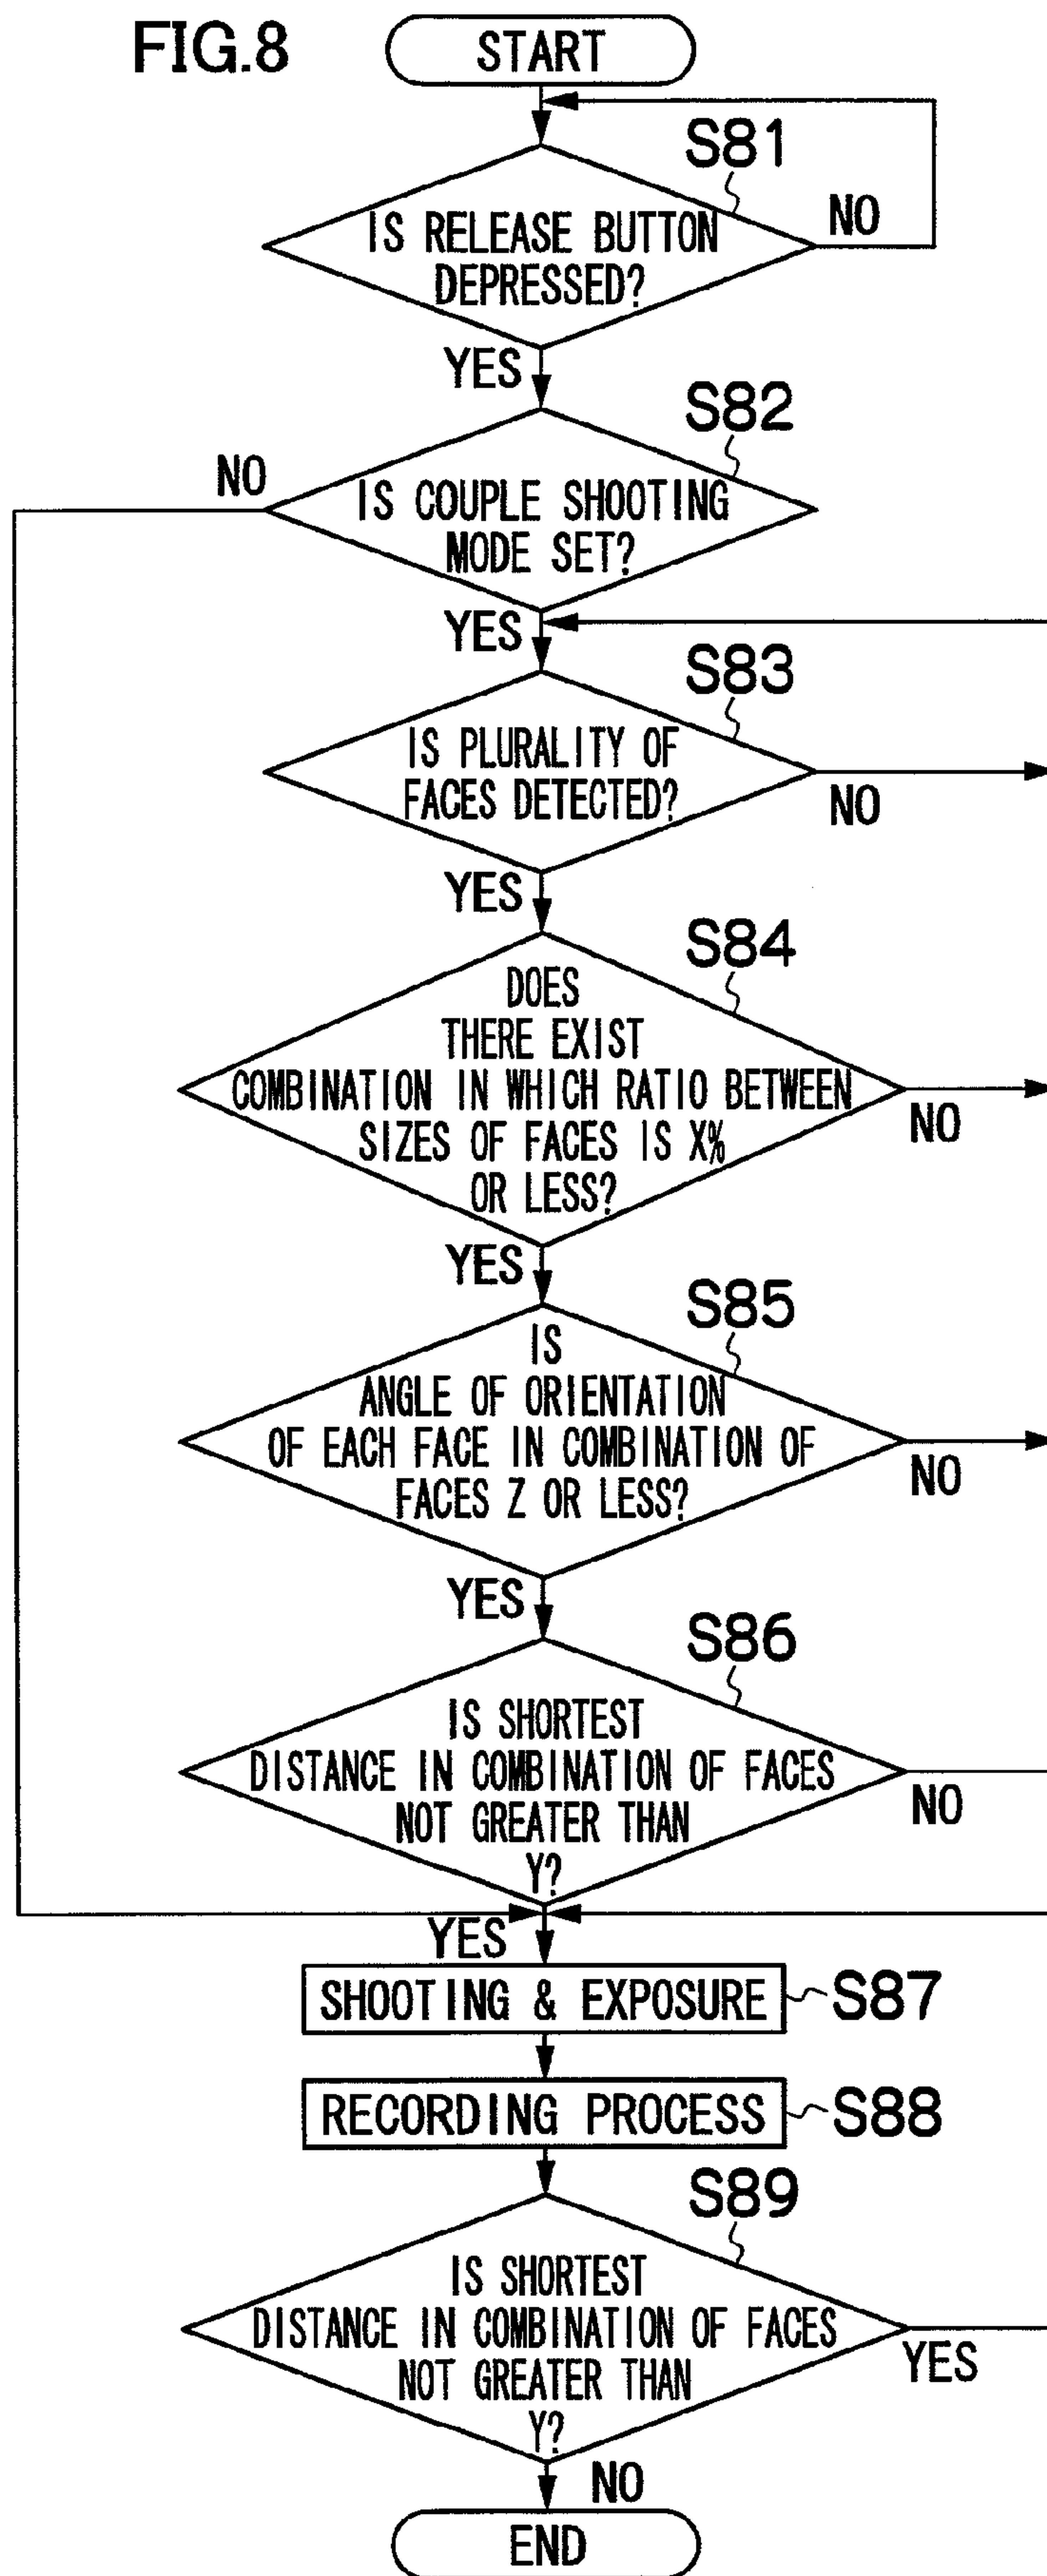 FIG.8
START
S81
IS RELEASE BUTTON
DEPRESSED?
NO
YES
S82
NO
IS COUPLE SHOOTING
MODE SET?
YES
S83
IS PLURALITY OF
FACES DETECTED?
NO
YES
S84
DOES
THERE EXIST
COMBINATION IN WHICH RATIO BETWEEN
SIZES OF FACES IS X%
OR LESS?
NO
YES
S85
IS
ANGLE OF ORIENTATION
OF EACH FACE IN COMBINATION OF
FACES Z OR LESS?
NO
YES
S86
IS SHORTEST
DISTANCE IN COMBINATION OF FACES
NOT GREATER THAN
Y?
NO
YES
SHOOTING & EXPOSURE
S87
RECORDING PROCESS
S88
S89
IS SHORTEST
DISTANCE IN COMBINATION OF FACES
NOT GREATER THAN
Y?
YES
NO
END